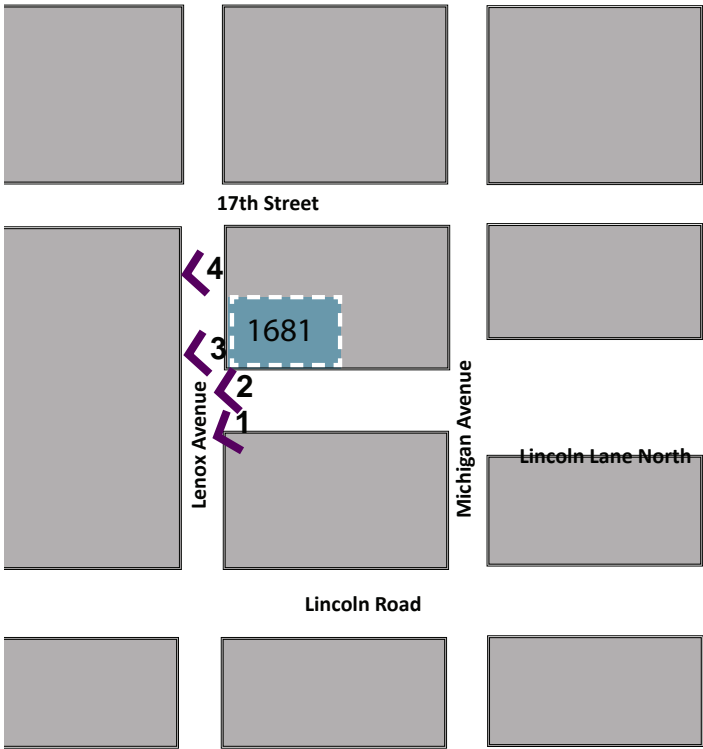 17th Street
4
1681
3
2
1
Lenox Avenue
Michigan Avenue
Lincoln Lane North
Lincoln Road